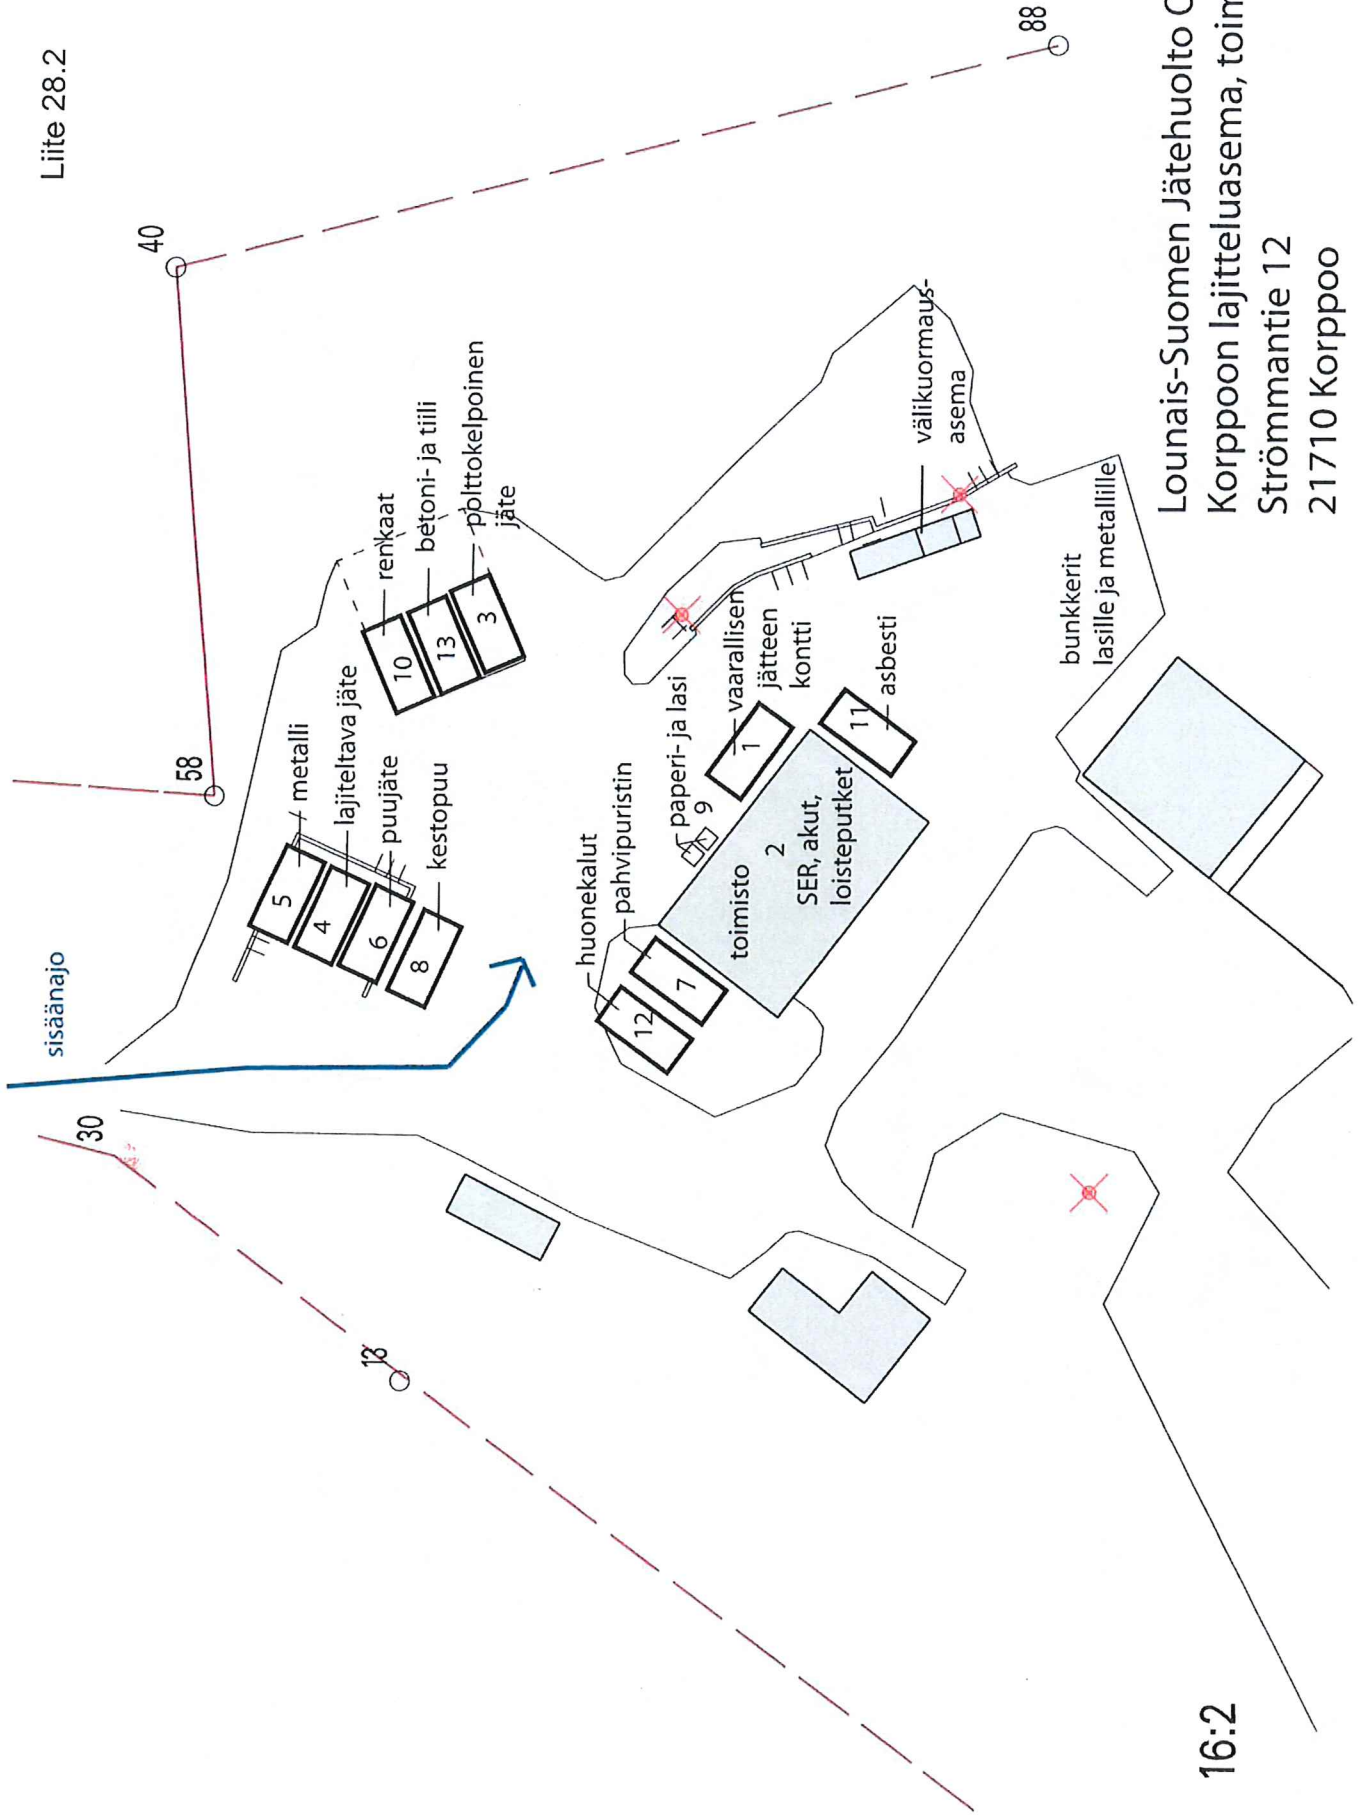 Liite 28.2
sisäänajo
30
58
40
88
13
metalli
lajiteltava jäte
puujäte
kestopuu
5
4
6
8
renkaat
betoni- ja tiili
polttokelpoinen
jäte
10
13
3
huonekalut
pahvipuristin
paperi- ja lasi
9
12
7
vaarallisen
jätteen
kontti
1
toimisto
2
SER, akut,
loisteputket
11
asbesti
välikuormaus-
asema
bunkkerit
lasille ja metallille
16:2
Lounais-Suomen Jätehuolto O
Korppoon lajitteluasema, toim
Strömmantie 12
21710 Korppoo